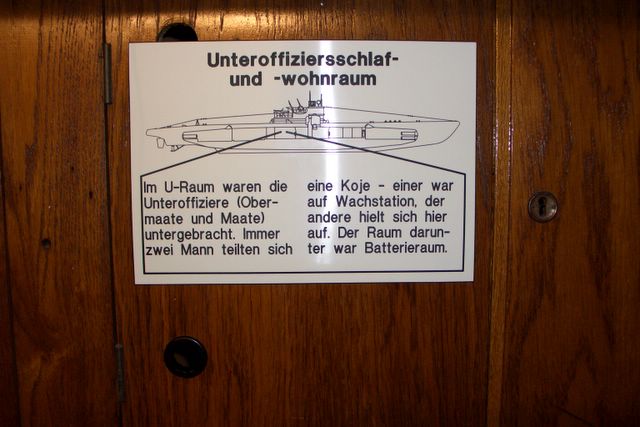 Unteroffiziersschlaf-
und -wohnraum
Im U-Raum waren die
Unteroffiziere (Ober-
maate und Maate)
untergebracht. Immer
zwei Mann teilten sich
eine Koje - einer war
auf Wachstation, der
andere hielt sich hier
auf. Der Raum darun-
ter war Batterieraum.